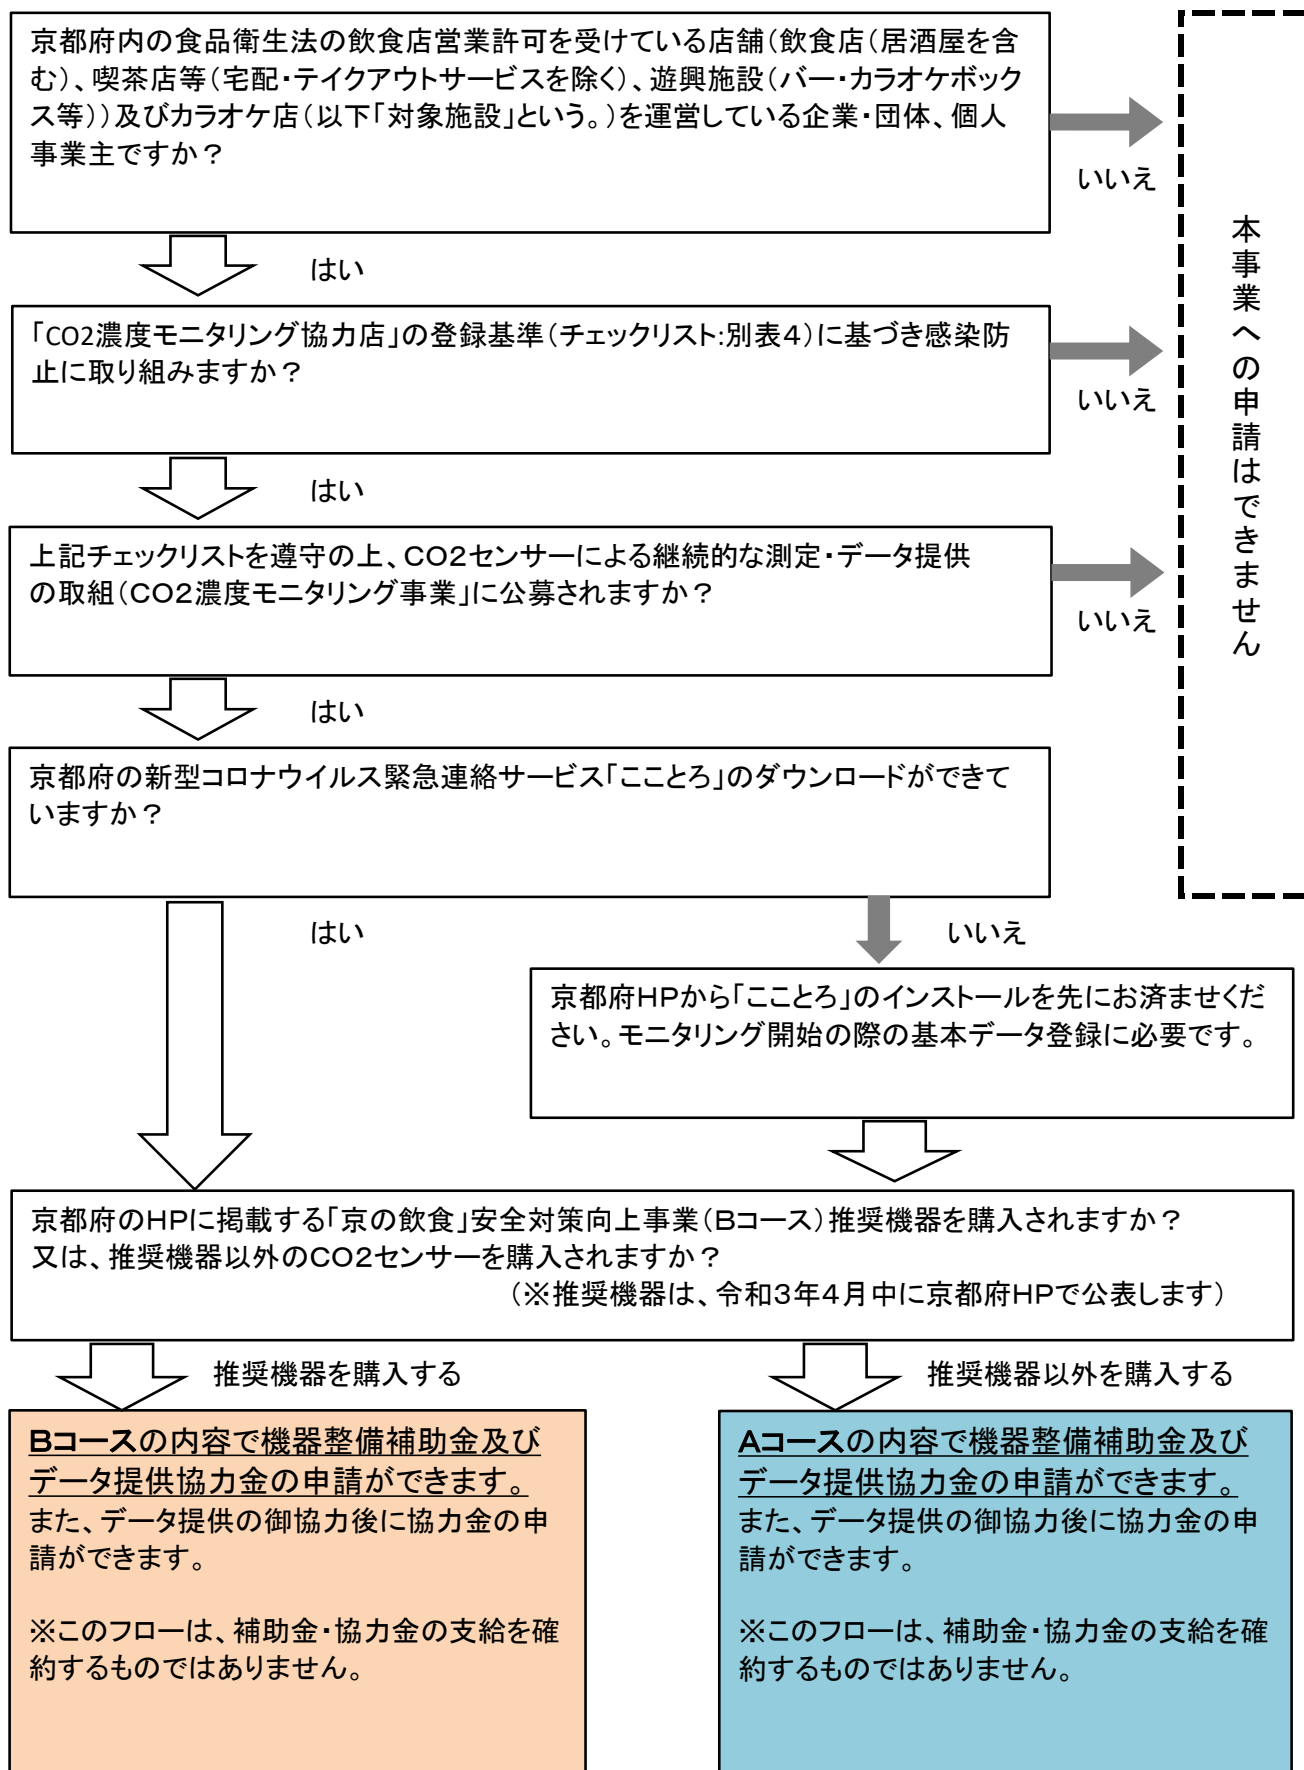 京都府内の食品衛生法の飲食店営業許可を受けている店舗（飲食店（居酒屋を含
む）、喫茶店等（宅配・テイクアウトサービスを除く）、遊興施設（バー・カラオケボック
ス等））及びカラオケ店（以下「対象施設」という。）を運営している企業・団体、個人
事業主ですか？
いいえ
はい
「CO2濃度モニタリング協力店」の登録基準（チェックリスト：別表４）に基づき感染防
止に取り組みますか？
いいえ
はい
上記チェックリストを遵守の上、ＣＯ２センサーによる継続的な測定・データ提供
の取組（ＣＯ２濃度モニタリング事業」に公募されますか？
いいえ
はい
本事業への申請はできません
京都府の新型コロナウイルス緊急連絡サービス「こことろ」のダウンロードができて
いますか？
はい
いいえ
京都府ＨＰから「こことろ」のインストールを先にお済ませくだ
さい。モニタリング開始の際の基本データ登録に必要です。
京都府のＨＰに掲載する「京の飲食」安全対策向上事業（Ｂコース）推奨機器を購入されますか？
又は、推奨機器以外のＣＯ２センサーを購入されますか？
（※推奨機器は、令和３年４月中に京都府ＨＰで公表します）
推奨機器を購入する
推奨機器以外を購入する
Ｂコースの内容で機器整備補助金及び
データ提供協力金の申請ができます。
また、データ提供の御協力後に協力金の申
請ができます。
※このフローは、補助金・協力金の支給を確
約するものではありません。
Ａコースの内容で機器整備補助金及び
データ提供協力金の申請ができます。
また、データ提供の御協力後に協力金の申
請ができます。
※このフローは、補助金・協力金の支給を確
約するものではありません。